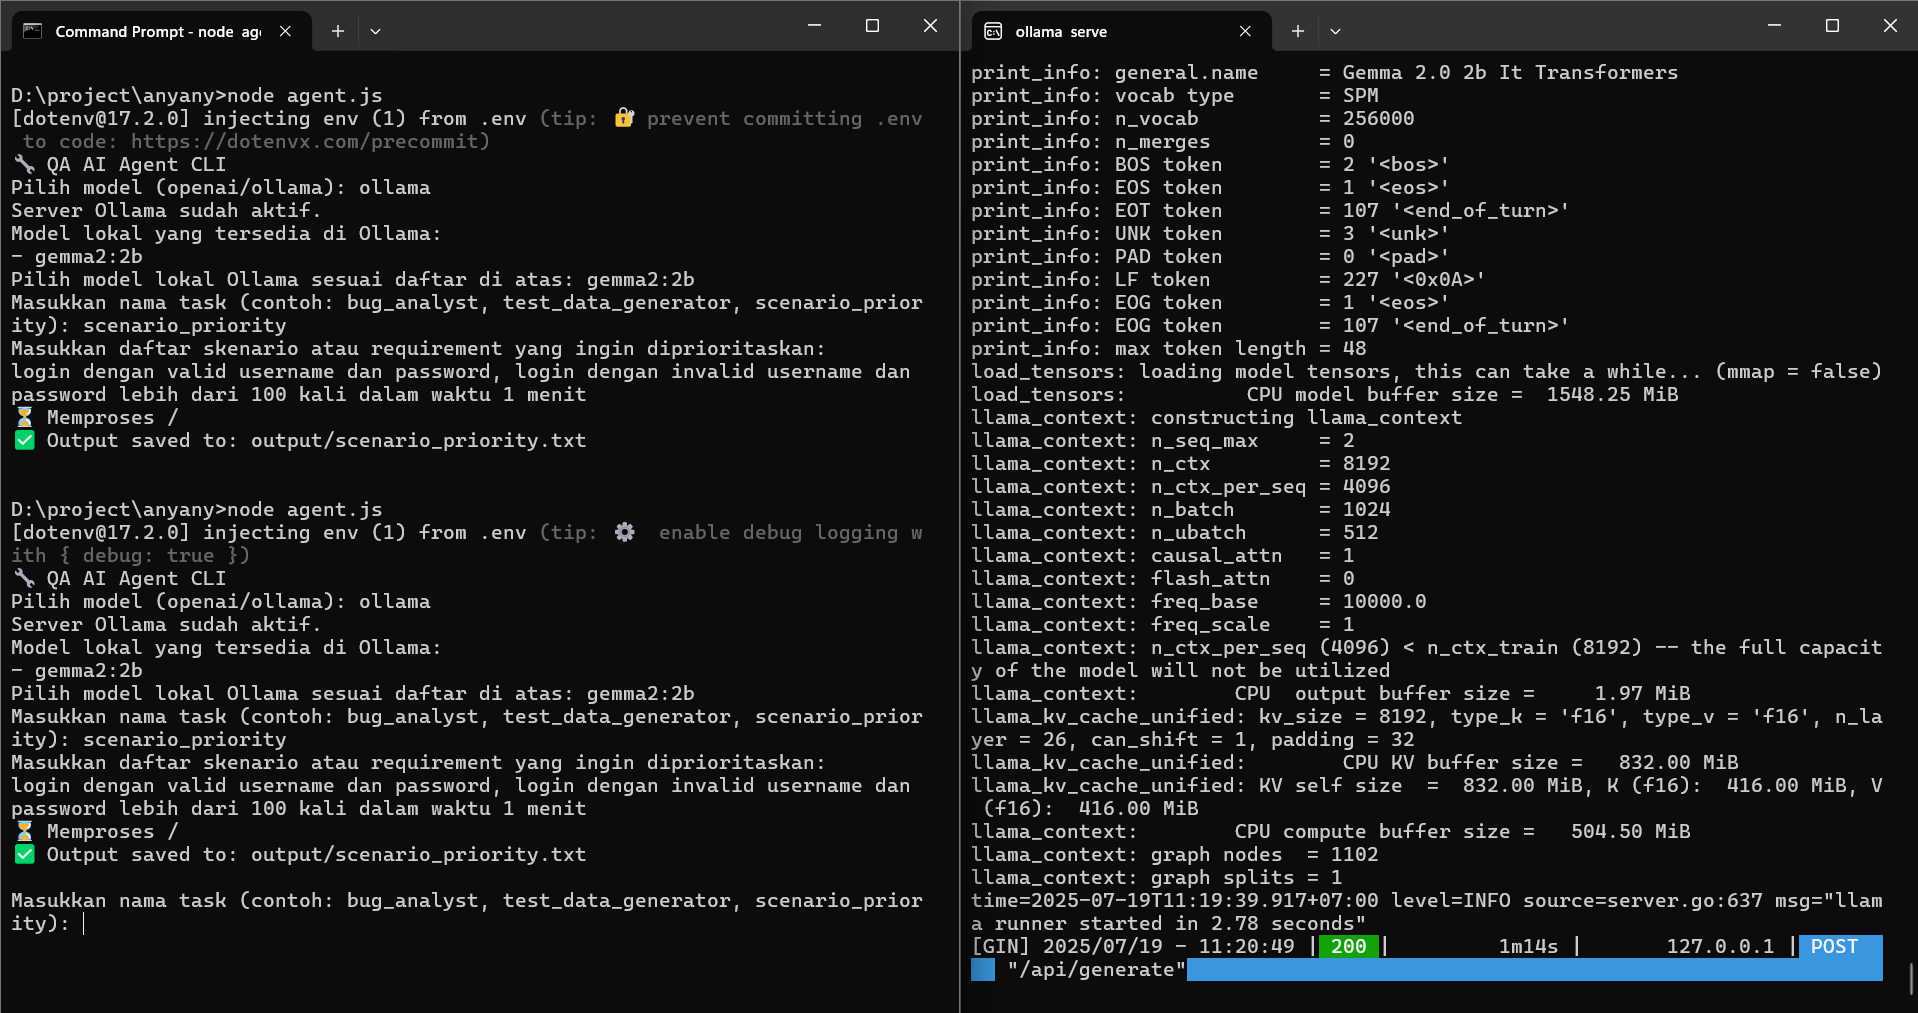 Command Prompt - node  age
D:\project\anyany>node agent.js
[dotenv@17.2.0] injecting env (1) from .env (tip: 🔐 prevent committing .env
 to code: https://dotenvx.com/precommit)
🔧 QA AI Agent CLI
Pilih model (openai/ollama): ollama
Server Ollama sudah aktif.
Model lokal yang tersedia di Ollama:
- gemma2:2b
Pilih model lokal Ollama sesuai daftar di atas: gemma2:2b
Masukkan nama task (contoh: bug_analyst, test_data_generator, scenario_prior
ity): scenario_priority
Masukkan daftar skenario atau requirement yang ingin diprioritaskan:
login dengan valid username dan password, login dengan invalid username dan
password lebih dari 100 kali dalam waktu 1 menit
⏳ Memproses /
✅ Output saved to: output/scenario_priority.txt
D:\project\anyany>node agent.js
[dotenv@17.2.0] injecting env (1) from .env (tip: ⚙️  enable debug logging w
ith { debug: true })
🔧 QA AI Agent CLI
Pilih model (openai/ollama): ollama
Server Ollama sudah aktif.
Model lokal yang tersedia di Ollama:
- gemma2:2b
Pilih model lokal Ollama sesuai daftar di atas: gemma2:2b
Masukkan nama task (contoh: bug_analyst, test_data_generator, scenario_prior
ity): scenario_priority
Masukkan daftar skenario atau requirement yang ingin diprioritaskan:
login dengan valid username dan password, login dengan invalid username dan
password lebih dari 100 kali dalam waktu 1 menit
⏳ Memproses /
✅ Output saved to: output/scenario_priority.txt
Masukkan nama task (contoh: bug_analyst, test_data_generator, scenario_prior
ity):
ollama  serve
print_info: general.name     = Gemma 2.0 2b It Transformers
print_info: vocab type       = SPM
print_info: n_vocab          = 256000
print_info: n_merges         = 0
print_info: BOS token        = 2 '<bos>'
print_info: EOS token        = 1 '<eos>'
print_info: EOT token        = 107 '<end_of_turn>'
print_info: UNK token        = 3 '<unk>'
print_info: PAD token        = 0 '<pad>'
print_info: LF token         = 227 '<0x0A>'
print_info: EOG token        = 1 '<eos>'
print_info: EOG token        = 107 '<end_of_turn>'
print_info: max token length = 48
load_tensors: loading model tensors, this can take a while... (mmap = false)
load_tensors:          CPU model buffer size =  1548.25 MiB
llama_context: constructing llama_context
llama_context: n_seq_max     = 2
llama_context: n_ctx         = 8192
llama_context: n_ctx_per_seq = 4096
llama_context: n_batch       = 1024
llama_context: n_ubatch      = 512
llama_context: causal_attn   = 1
llama_context: flash_attn    = 0
llama_context: freq_base     = 10000.0
llama_context: freq_scale    = 1
llama_context: n_ctx_per_seq (4096) < n_ctx_train (8192) -- the full capacit
y of the model will not be utilized
llama_context:        CPU  output buffer size =     1.97 MiB
llama_kv_cache_unified: kv_size = 8192, type_k = 'f16', type_v = 'f16', n_la
yer = 26, can_shift = 1, padding = 32
llama_kv_cache_unified:        CPU KV buffer size =   832.00 MiB
llama_kv_cache_unified: KV self size  =  832.00 MiB, K (f16):  416.00 MiB, V
 (f16):  416.00 MiB
llama_context:        CPU compute buffer size =   504.50 MiB
llama_context: graph nodes  = 1102
llama_context: graph splits = 1
time=2025-07-19T11:19:39.917+07:00 level=INFO source=server.go:637 msg="llam
a runner started in 2.78 seconds"
[GIN] 2025/07/19 - 11:20:49 | 200 |         1m14s |       127.0.0.1 | POST
   "/api/generate"